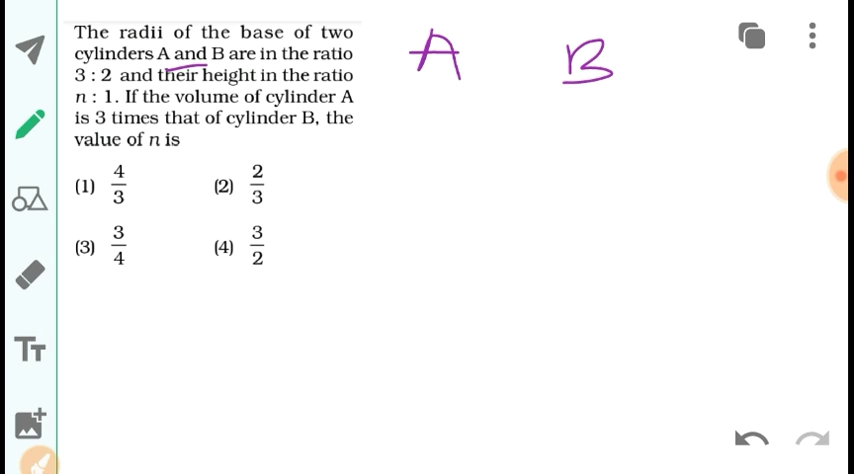 The radii of the base of two
cylinders A and B are in the ratio
3 : 2 and their height in the ratio
n : 1. If the volume of cylinder A
is 3 times that of cylinder B, the
value of n is
(1) 4/3 (2) 2/3
(3) 3/4 (4) 3/2
A B
TT